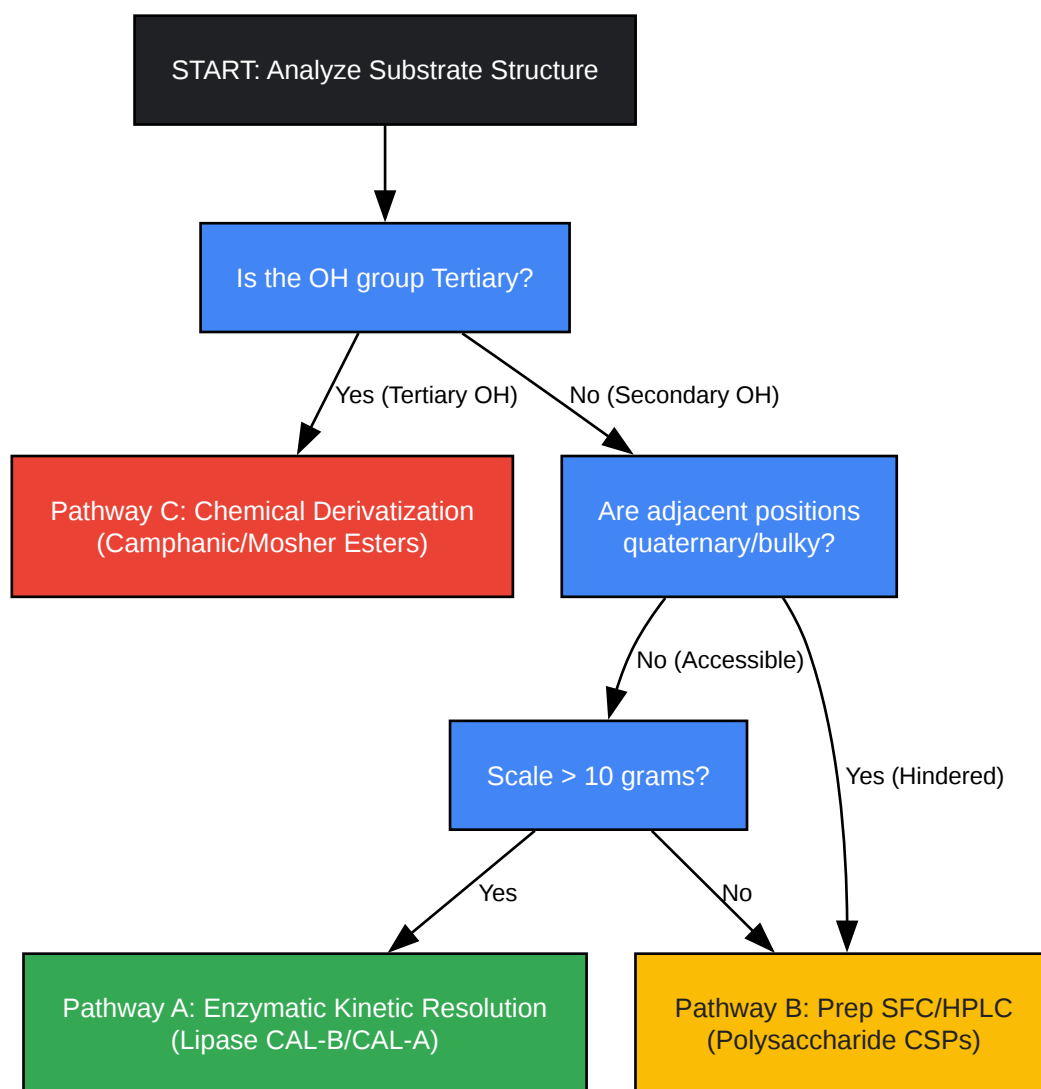 START: Analyze Substrate Structure
Is the OH group Tertiary?
Yes (Tertiary OH)
No (Secondary OH)
Pathway C: Chemical Derivatization
(Camphanic/Mosher Esters)
Are adjacent positions
quaternary/bulky?
No (Accessible)
Scale > 10 grams?
Yes (Hindered)
Yes
No
Pathway A: Enzymatic Kinetic Resolution
(Lipase CAL-B/CAL-A)
Pathway B: Prep SFC/HPLC
(Polysaccharide CSPs)